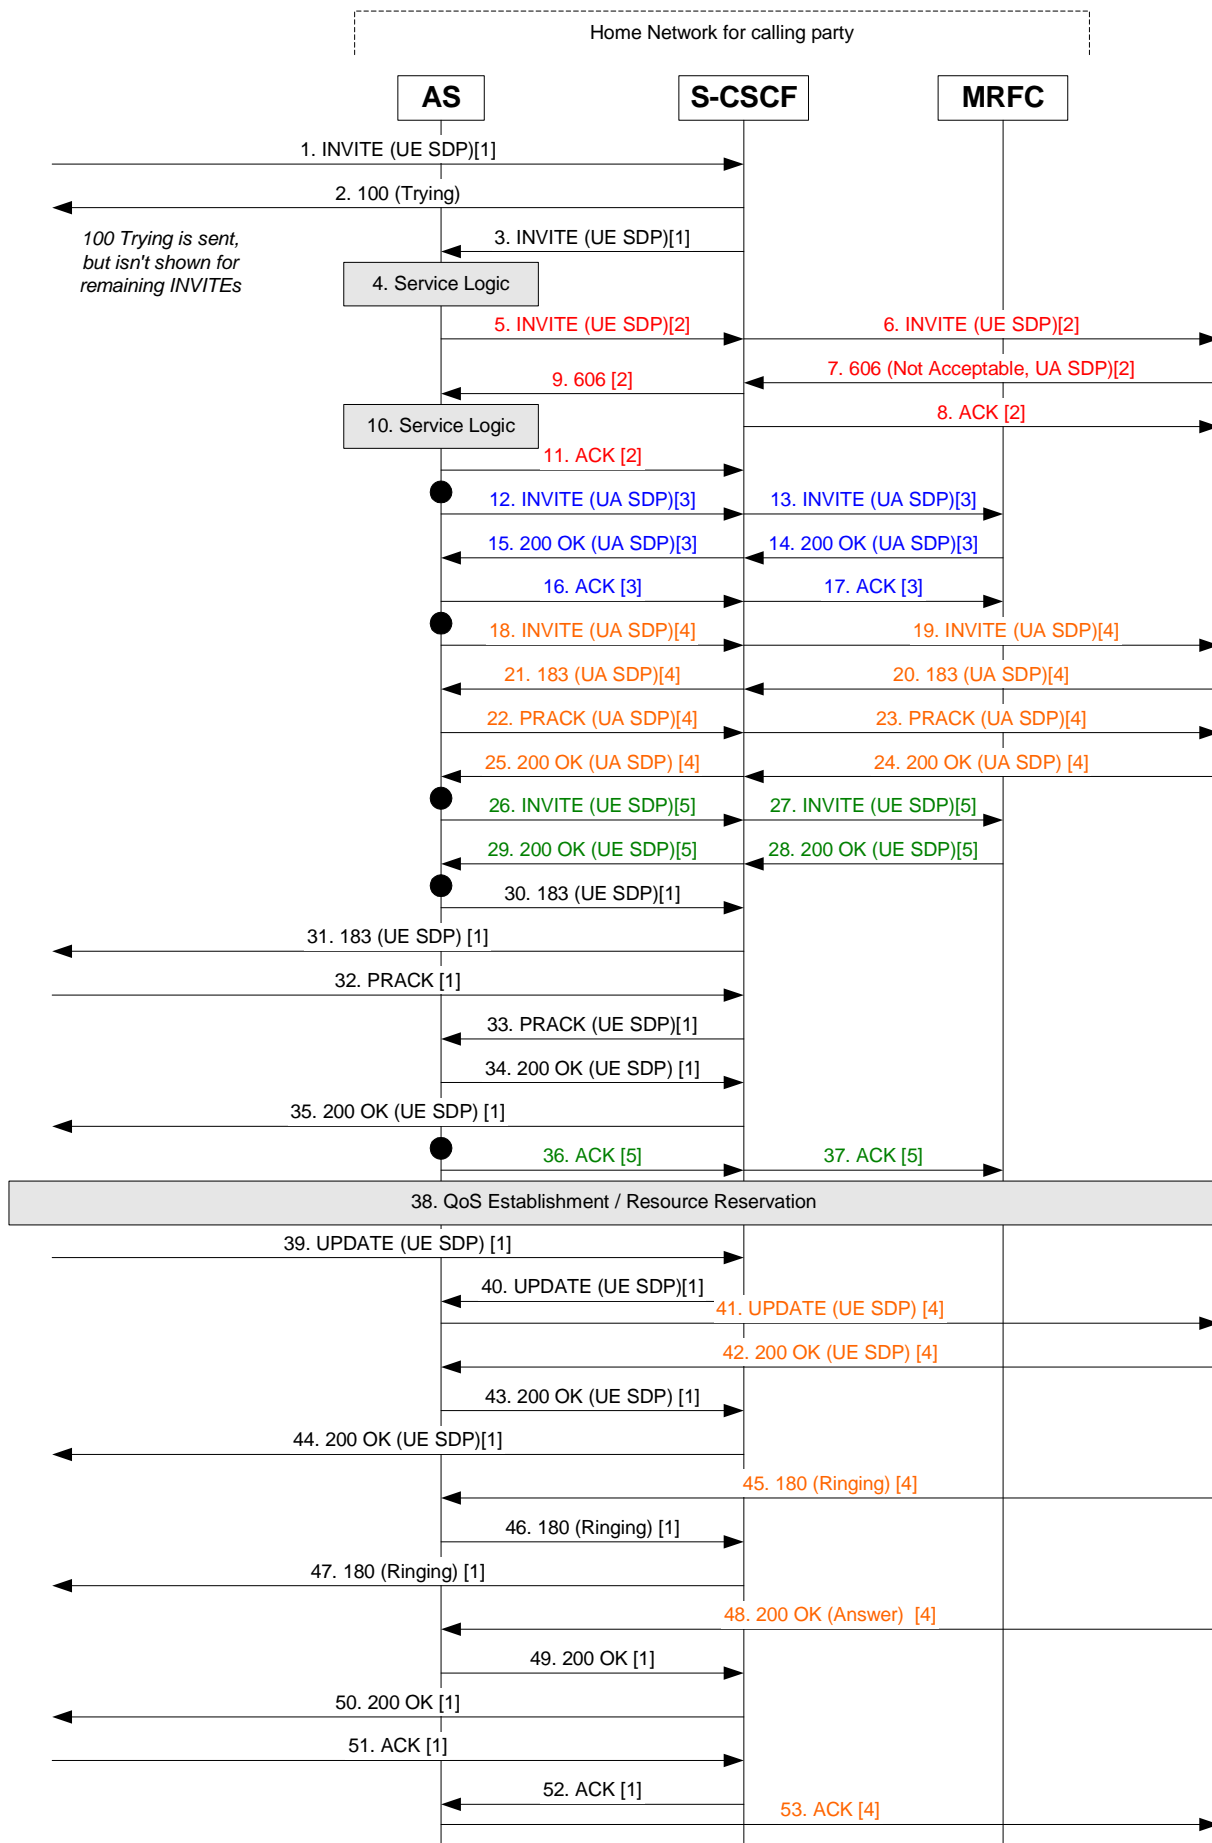 Home Network for calling party
AS
S-CSCF
MRFC
1. INVITE (UE SDP)[1]
2. 100 (Trying)
100 Trying is sent,
but isn't shown for
remaining INVITEs
3. INVITE (UE SDP)[1]
4. Service Logic
5. INVITE (UE SDP)[2]
6. INVITE (UE SDP)[2]
7. 606 (Not Acceptable, UA SDP)[2]
9. 606 [2]
8. ACK [2]
10. Service Logic
11. ACK [2]
12. INVITE (UA SDP)[3]
13. INVITE (UA SDP)[3]
15. 200 OK (UA SDP)[3]
14. 200 OK (UA SDP)[3]
16. ACK [3]
17. ACK [3]
18. INVITE (UA SDP)[4]
19. INVITE (UA SDP)[4]
21. 183 (UA SDP)[4]
20. 183 (UA SDP)[4]
22. PRACK (UA SDP)[4]
23. PRACK (UA SDP)[4]
25. 200 OK (UA SDP) [4]
24. 200 OK (UA SDP) [4]
26. INVITE (UE SDP)[5]
27. INVITE (UE SDP)[5]
29. 200 OK (UE SDP)[5]
28. 200 OK (UE SDP)[5]
30. 183 (UE SDP)[1]
31. 183 (UE SDP) [1]
32. PRACK [1]
33. PRACK (UE SDP)[1]
34. 200 OK (UE SDP) [1]
35. 200 OK (UE SDP) [1]
36. ACK [5]
37. ACK [5]
38. QoS Establishment / Resource Reservation
39. UPDATE (UE SDP) [1]
40. UPDATE (UE SDP)[1]
41. UPDATE (UE SDP) [4]
42. 200 OK (UE SDP) [4]
43. 200 OK (UE SDP) [1]
44. 200 OK (UE SDP)[1]
45. 180 (Ringing) [4]
46. 180 (Ringing) [1]
47. 180 (Ringing) [1]
48. 200 OK (Answer) [4]
49. 200 OK [1]
50. 200 OK [1]
51. ACK [1]
52. ACK [1]
53. ACK [4]